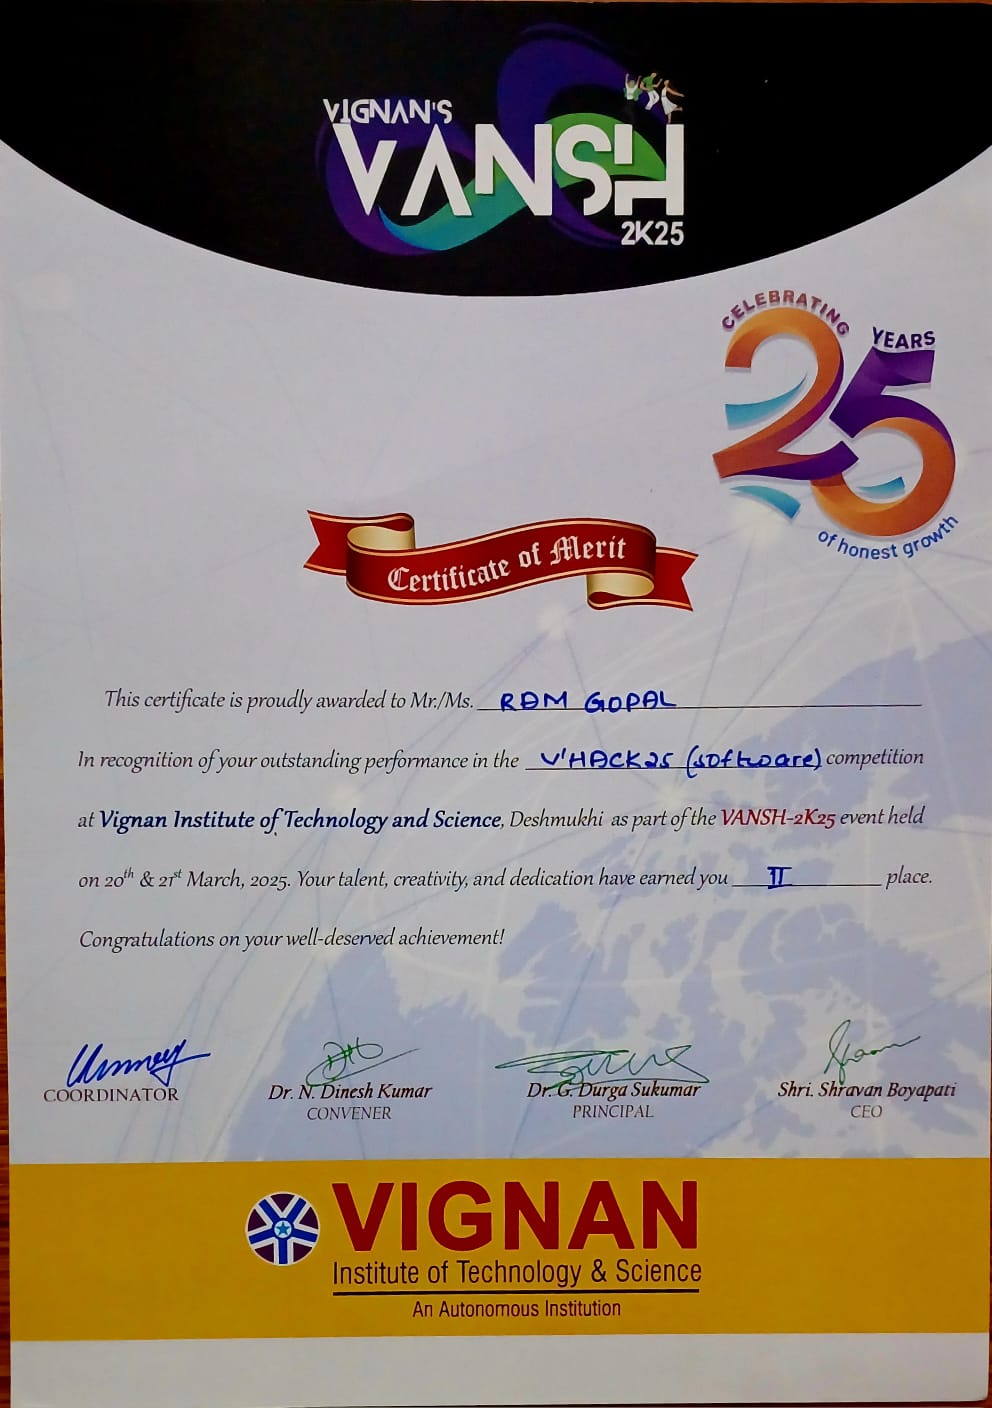 VIGNAN'S
VANSH
2K25
CELEBRATING
25 YEARS
of honest growth
Certificate of Merit
This certificate is proudly awarded to Mr./Ms. RAM GOPAL
In recognition of your outstanding performance in the V'HACK25 (software) competition
at Vignan Institute of Technology and Science, Deshmukhi as part of the VANSH-2K25 event held
on 20th & 21st March, 2025. Your talent, creativity, and dedication have earned you II place.
Congratulations on your well-deserved achievement!
COORDINATOR
Dr. N. Dinesh Kumar
CONVENER
Dr. G. Durga Sukumar
PRINCIPAL
Shri. Shravan Boyapati
CEO
VIGNAN
Institute of Technology & Science
An Autonomous Institution